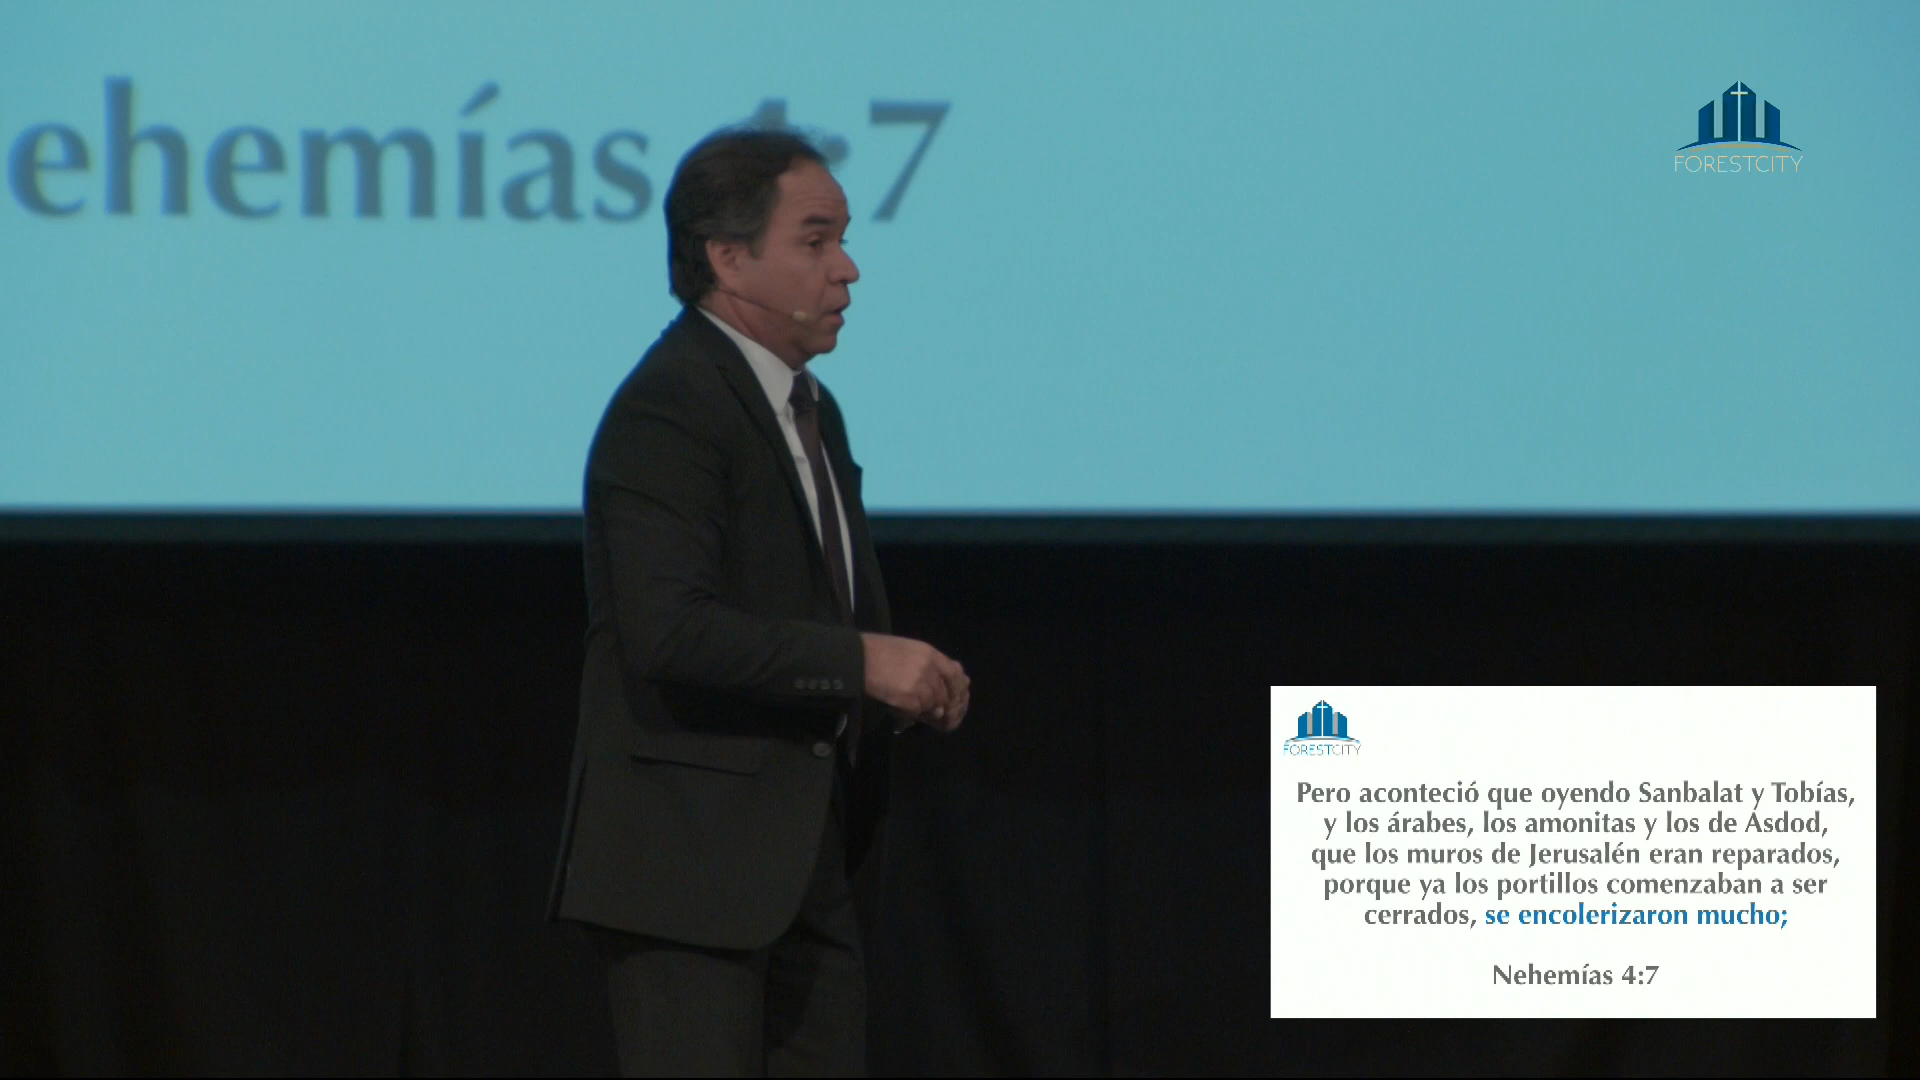 ehemías 4:7
FORESTCITY
FORESTCITY
Pero aconteció que oyendo Sanbalat y Tobías,
y los árabes, los amonitas y los de Asdod,
que los muros de Jerusalén eran reparados,
porque ya los portillos comenzaban a ser
cerrados, se encolerizaron mucho;
Nehemías 4:7